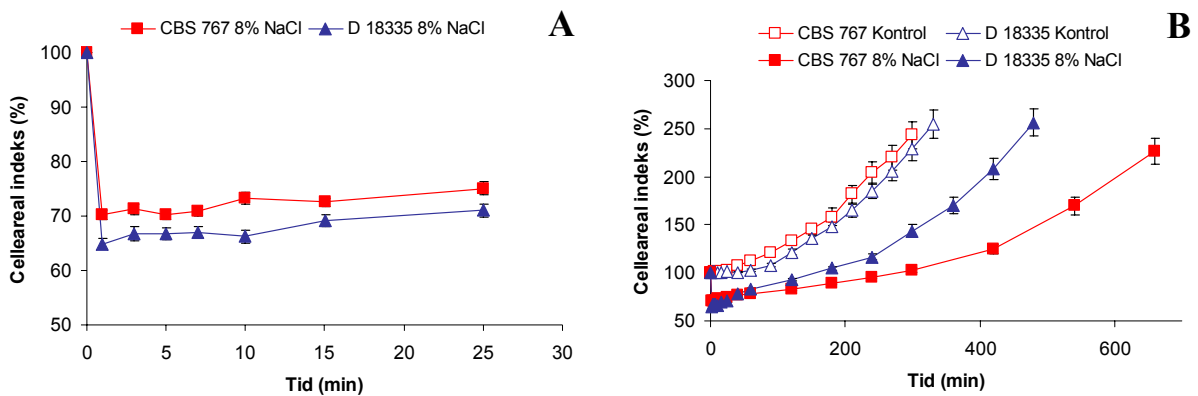 A
CBS 767 8% NaCl D 18335 8% NaCl
Celleareal indeks (%)
100
90
80
70
60
50
0 5 10 15 20 25 30
Tid (min)
B
CBS 767 Kontrol D 18335 Kontrol
CBS 767 8% NaCl D 18335 8% NaCl
Celleareal indeks (%)
300
250
200
150
100
50
0 200 400 600
Tid (min)